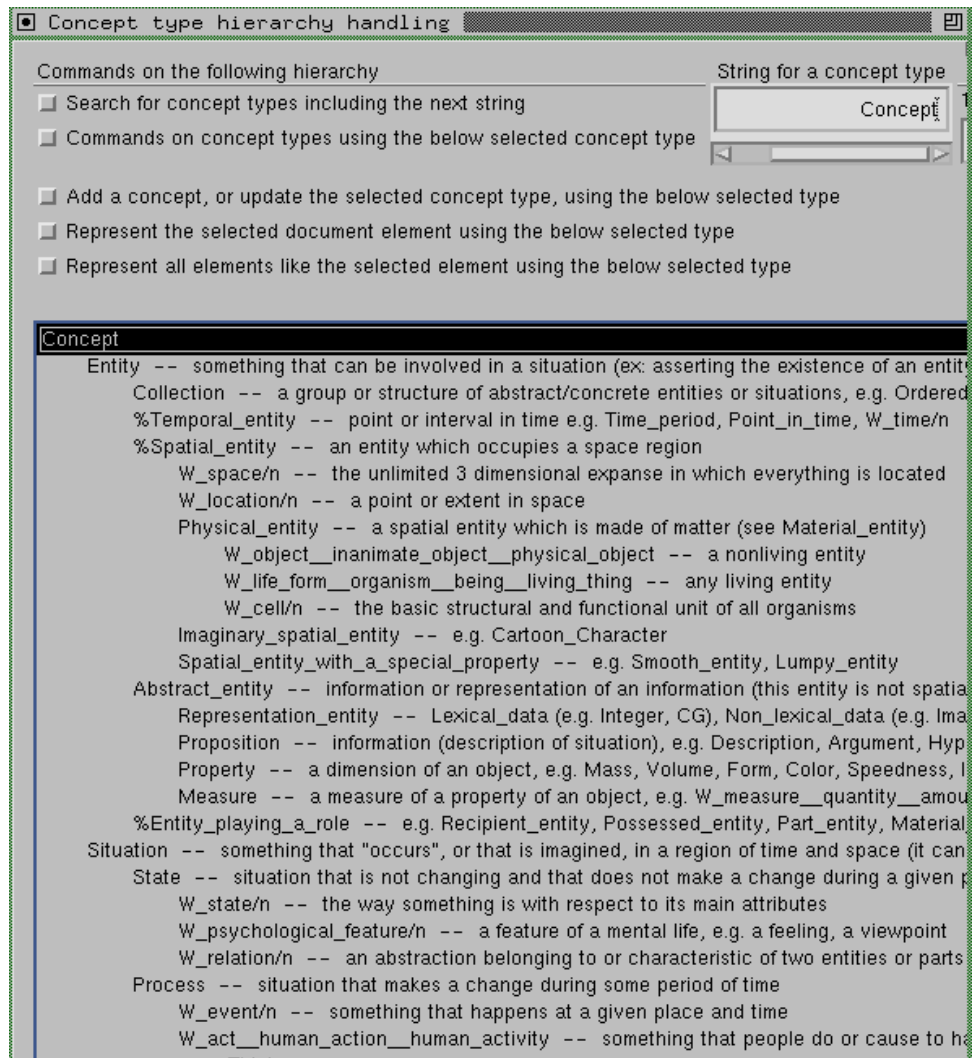 Concept type hierarchy handling
Commands on the following hierarchy
String for a concept type
Search for concept types including the next string
Concept
Commands on concept types using the below selected concept type
Add a concept, or update the selected concept type, using the below selected type
Represent the selected document element using the below selected type
Represent all elements like the selected element using the below selected type
Concept
Entity -- something that can be involved in a situation (ex: asserting the existence of an entity
Collection -- a group or structure of abstract/concrete entities or situations, e.g. Ordered
%Temporal_entity -- point or interval in time e.g. Time_period, Point_in_time, W_time/n
%Spatial_entity -- an entity which occupies a space region
W_space/n -- the unlimited 3 dimensional expanse in which everything is located
W_location/n -- a point or extent in space
Physical_entity -- a spatial entity which is made of matter (see Material_entity)
W_object__inanimate_object__physical_object -- a nonliving entity
W_life_form__organism__being__living_thing -- any living entity
W_cell/n -- the basic structural and functional unit of all organisms
Imaginary_spatial_entity -- e.g. Cartoon_Character
Spatial_entity_with_a_special_property -- e.g. Smooth_entity, Lumpy_entity
Abstract_entity -- information or representation of an information (this entity is not spatia
Representation_entity -- Lexical_data (e.g. Integer, CG), Non_lexical_data (e.g. Ima
Proposition -- information (description of situation), e.g. Description, Argument, Hyp
Property -- a dimension of an object, e.g. Mass, Volume, Form, Color, Speedness,
Measure -- a measure of a property of an object, e.g. W_measure__quantity__amou
%Entity_playing_a_role -- e.g. Recipient_entity, Possessed_entity, Part_entity, Material_
Situation -- something that "occurs", or that is imagined, in a region of time and space (it can
State -- situation that is not changing and that does not make a change during a given
W_state/n -- the way something is with respect to its main attributes
W_psychological_feature/n -- a feature of a mental life, e.g. a feeling, a viewpoint
W_relation/n -- an abstraction belonging to or characteristic of two entities or parts
Process -- situation that makes a change during some period of time
W_event/n -- something that happens at a given place and time
W_act__human_action__human_activity -- something that people do or cause to ha